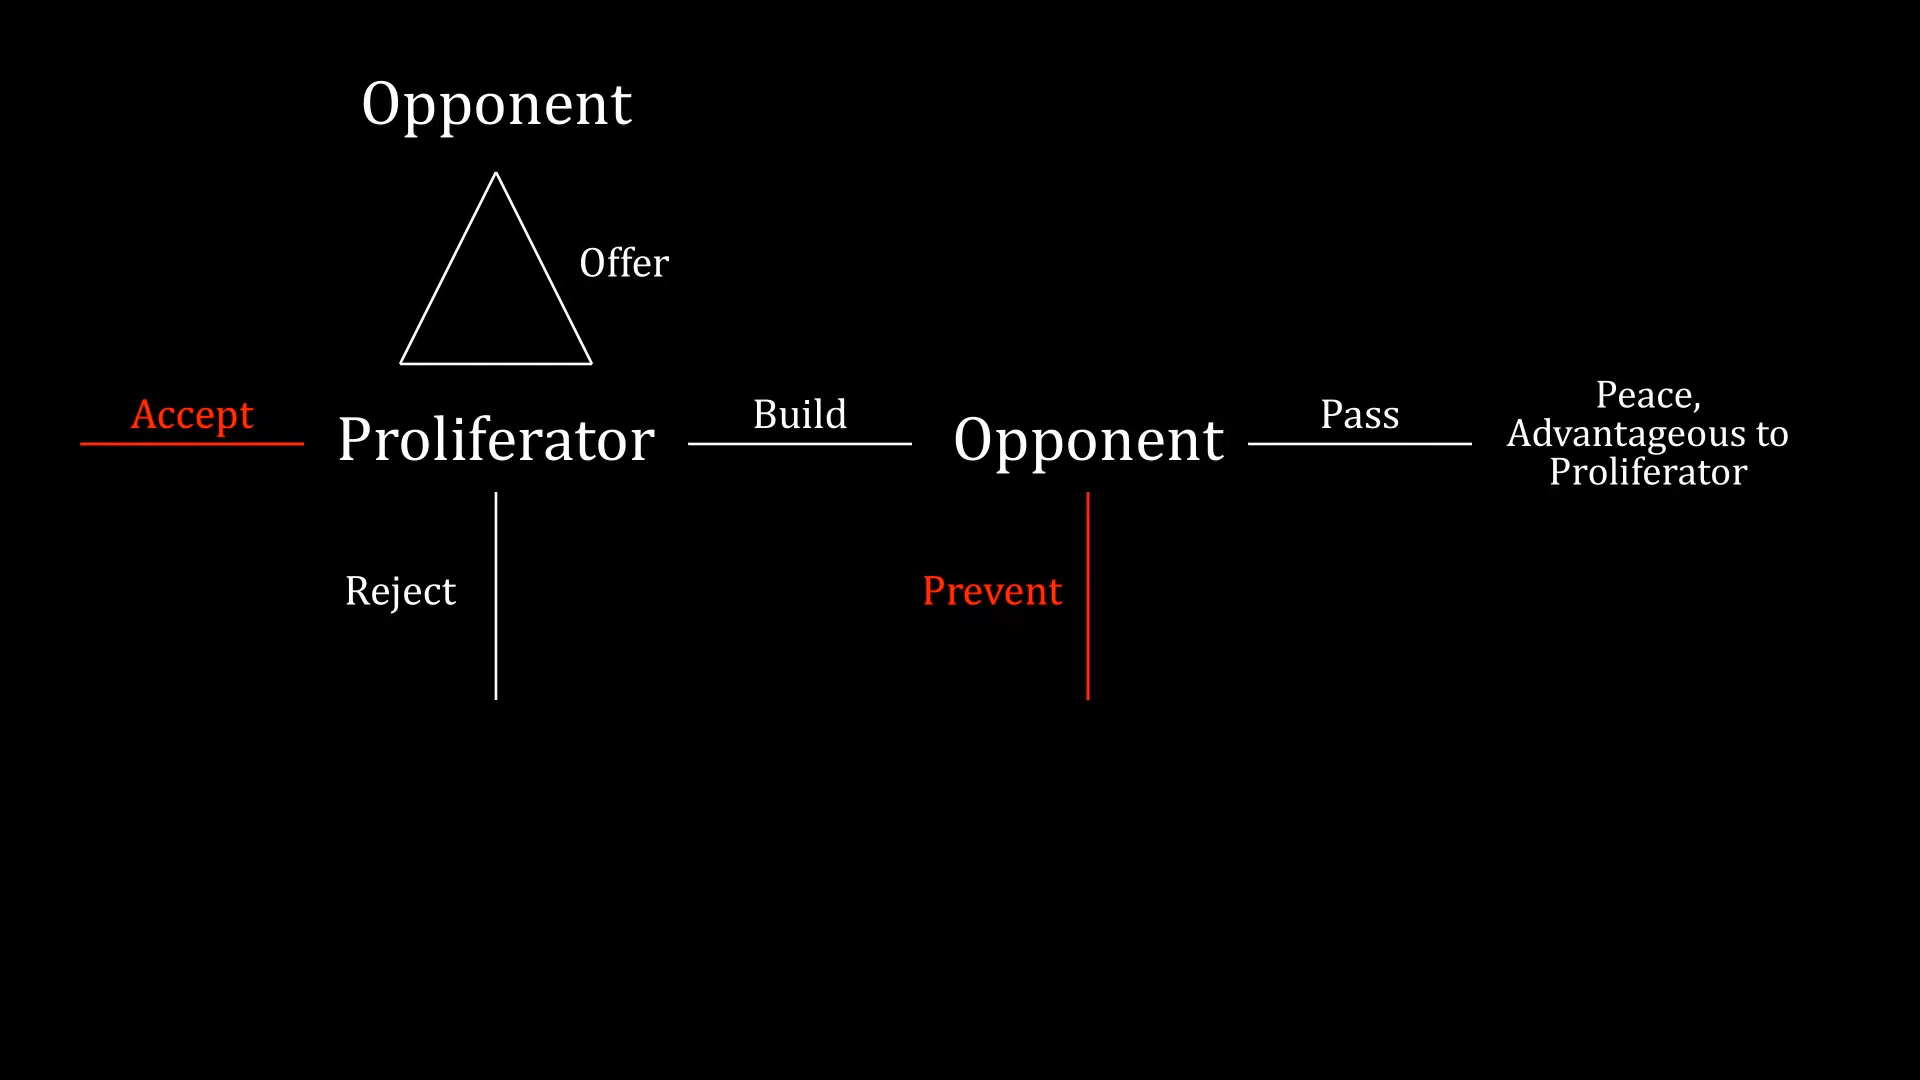 Opponent
Offer
Accept
Proliferator
Build
Opponent
Pass
Peace,
Advantageous to
Proliferator
Reject
Prevent